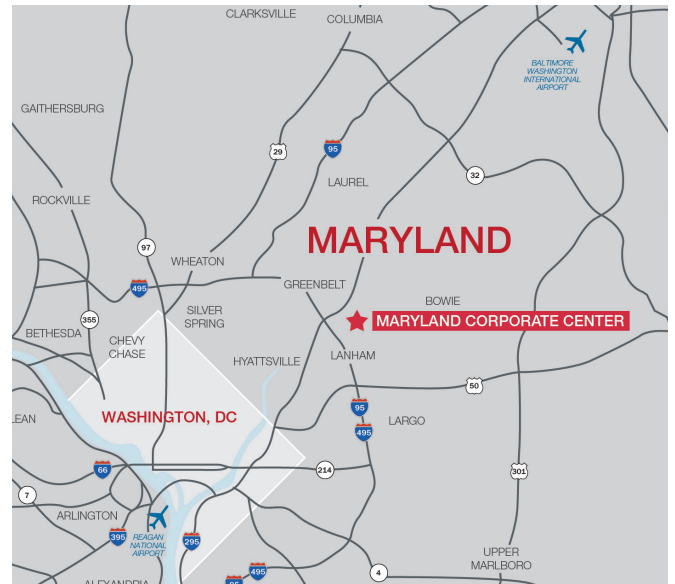 CLARKSVILLE
COLUMBIA
BALTIMORE
WASHINGTON
INTERNATIONAL
AIRPORT
GAITHERSBURG
29
95
LAUREL
32
ROCKVILLE
MARYLAND
97
WHEATON
495
GREENBELT
BOWIE
355
SILVER
SPRING
MARYLAND CORPORATE CENTER
BETHESDA
CHEVY
CHASE
HYATTSVILLE
LANHAM
50
95
WASHINGTON, DC
LEAN
LARGO
495
66
214
301
7
ARLINGTON
395
REAGAN
NATIONAL
AIRPORT
295
UPPER
MARLBORO
495
4
95
ALEXANDRIA